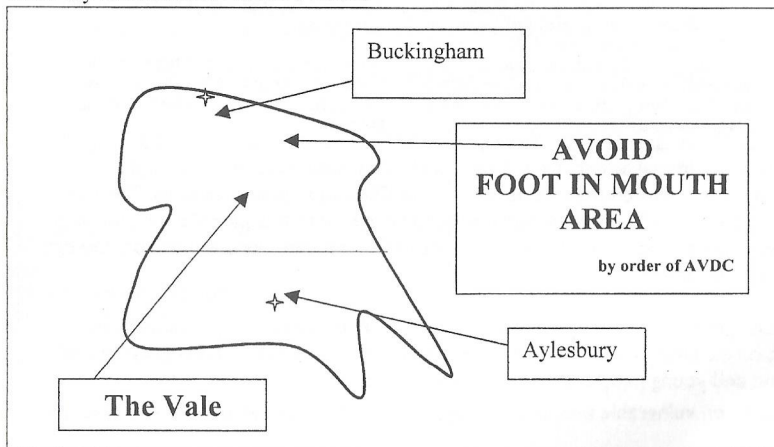 Buckingham
AVOID
FOOT IN MOUTH
AREA
by order of AVDC
Aylesbury
The Vale